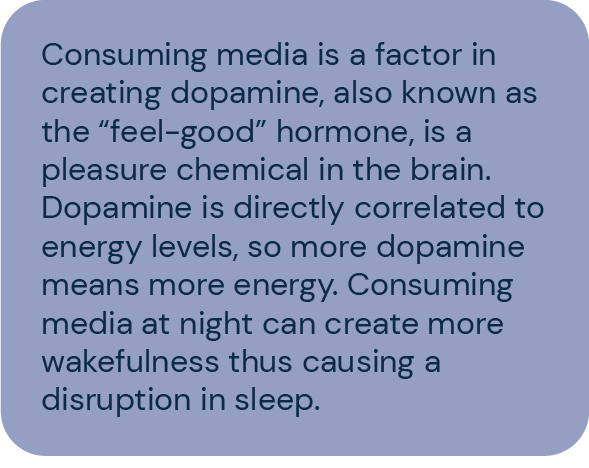 Consuming media is a factor in
creating dopamine, also known as
the “feel-good” hormone, is a
pleasure chemical in the brain.
Dopamine is directly correlated to
energy levels, so more dopamine
means more energy. Consuming
media at night can create more
wakefulness thus causing a
disruption in sleep.